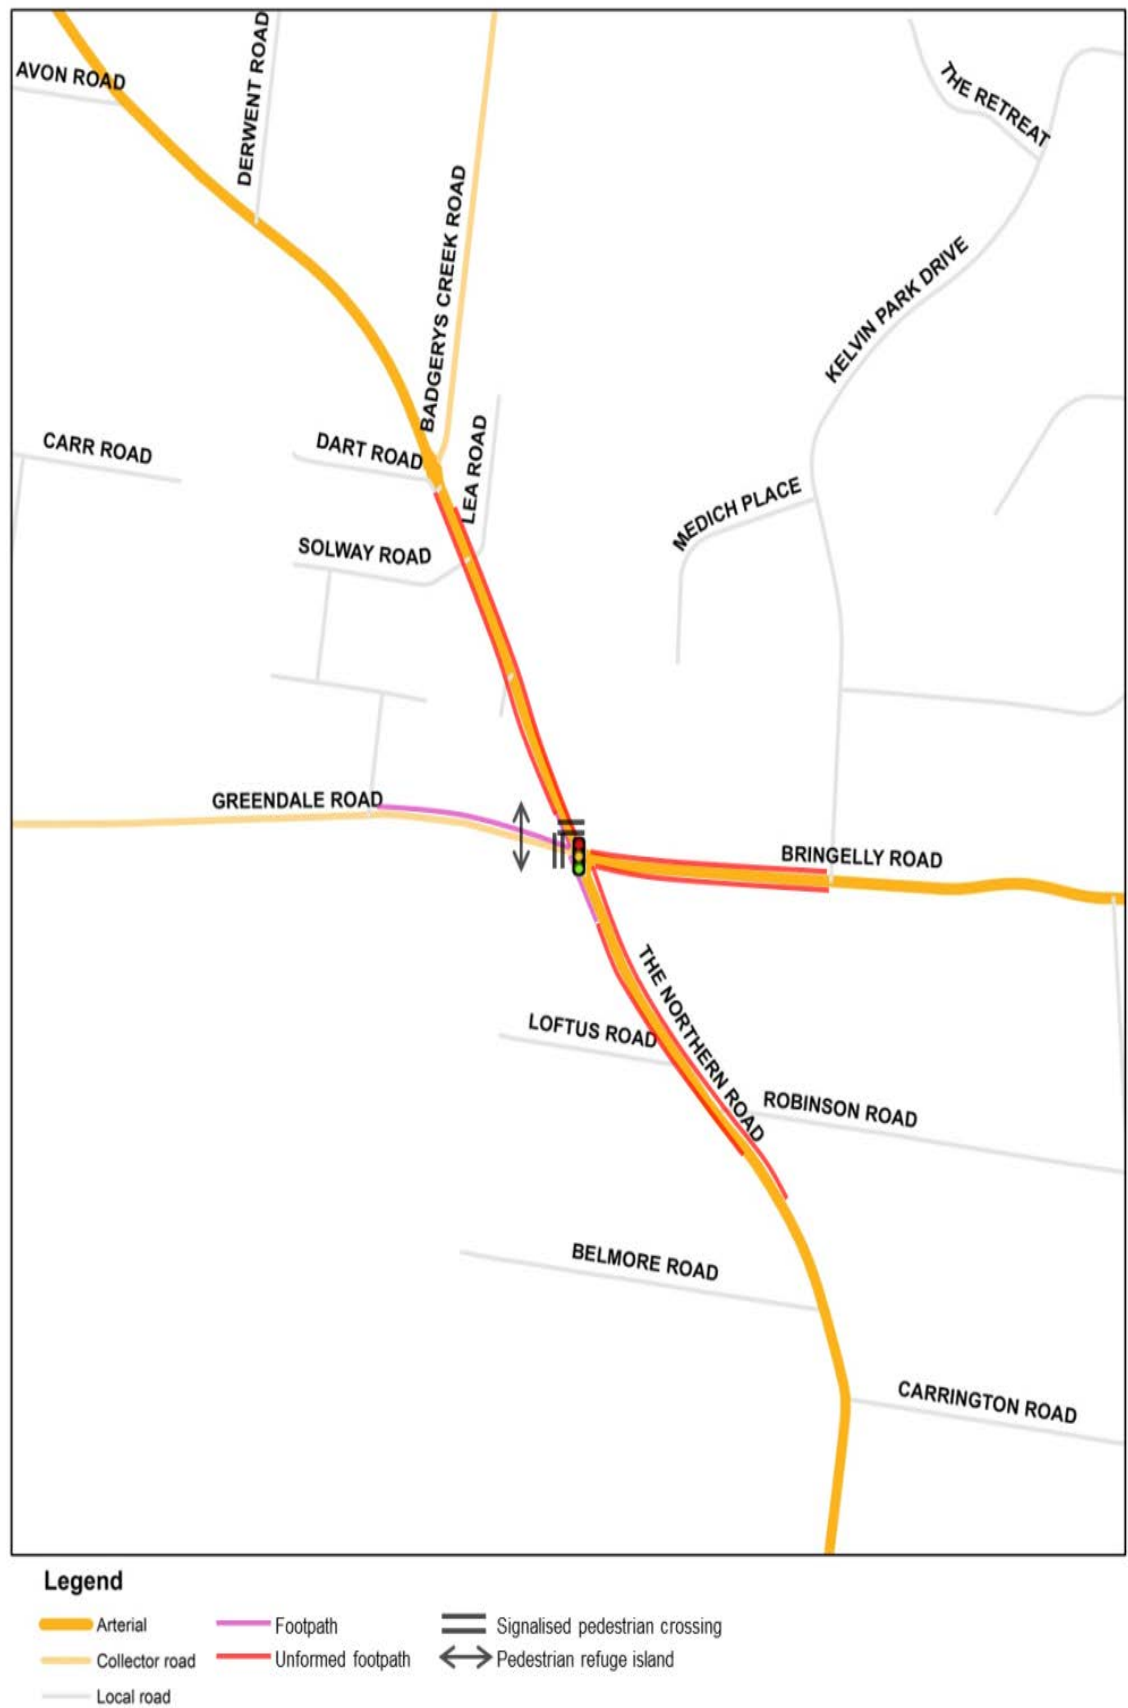 AVON ROAD
DERWENT ROAD
THE RETREAT
BADGERYS CREEK ROAD
KELVIN PARK DRIVE
CARR ROAD
DART ROAD
LEA ROAD
MEDICH PLACE
SOLWAY ROAD
GREENDALE ROAD
BRINGELLY ROAD
THE NORTHERN ROAD
LOFTUS ROAD
ROBINSON ROAD
BELMORE ROAD
CARRINGTON ROAD
Legend
Arterial
Footpath
Signalised pedestrian crossing
Collector road
Unformed footpath
Pedestrian refuge island
Local road